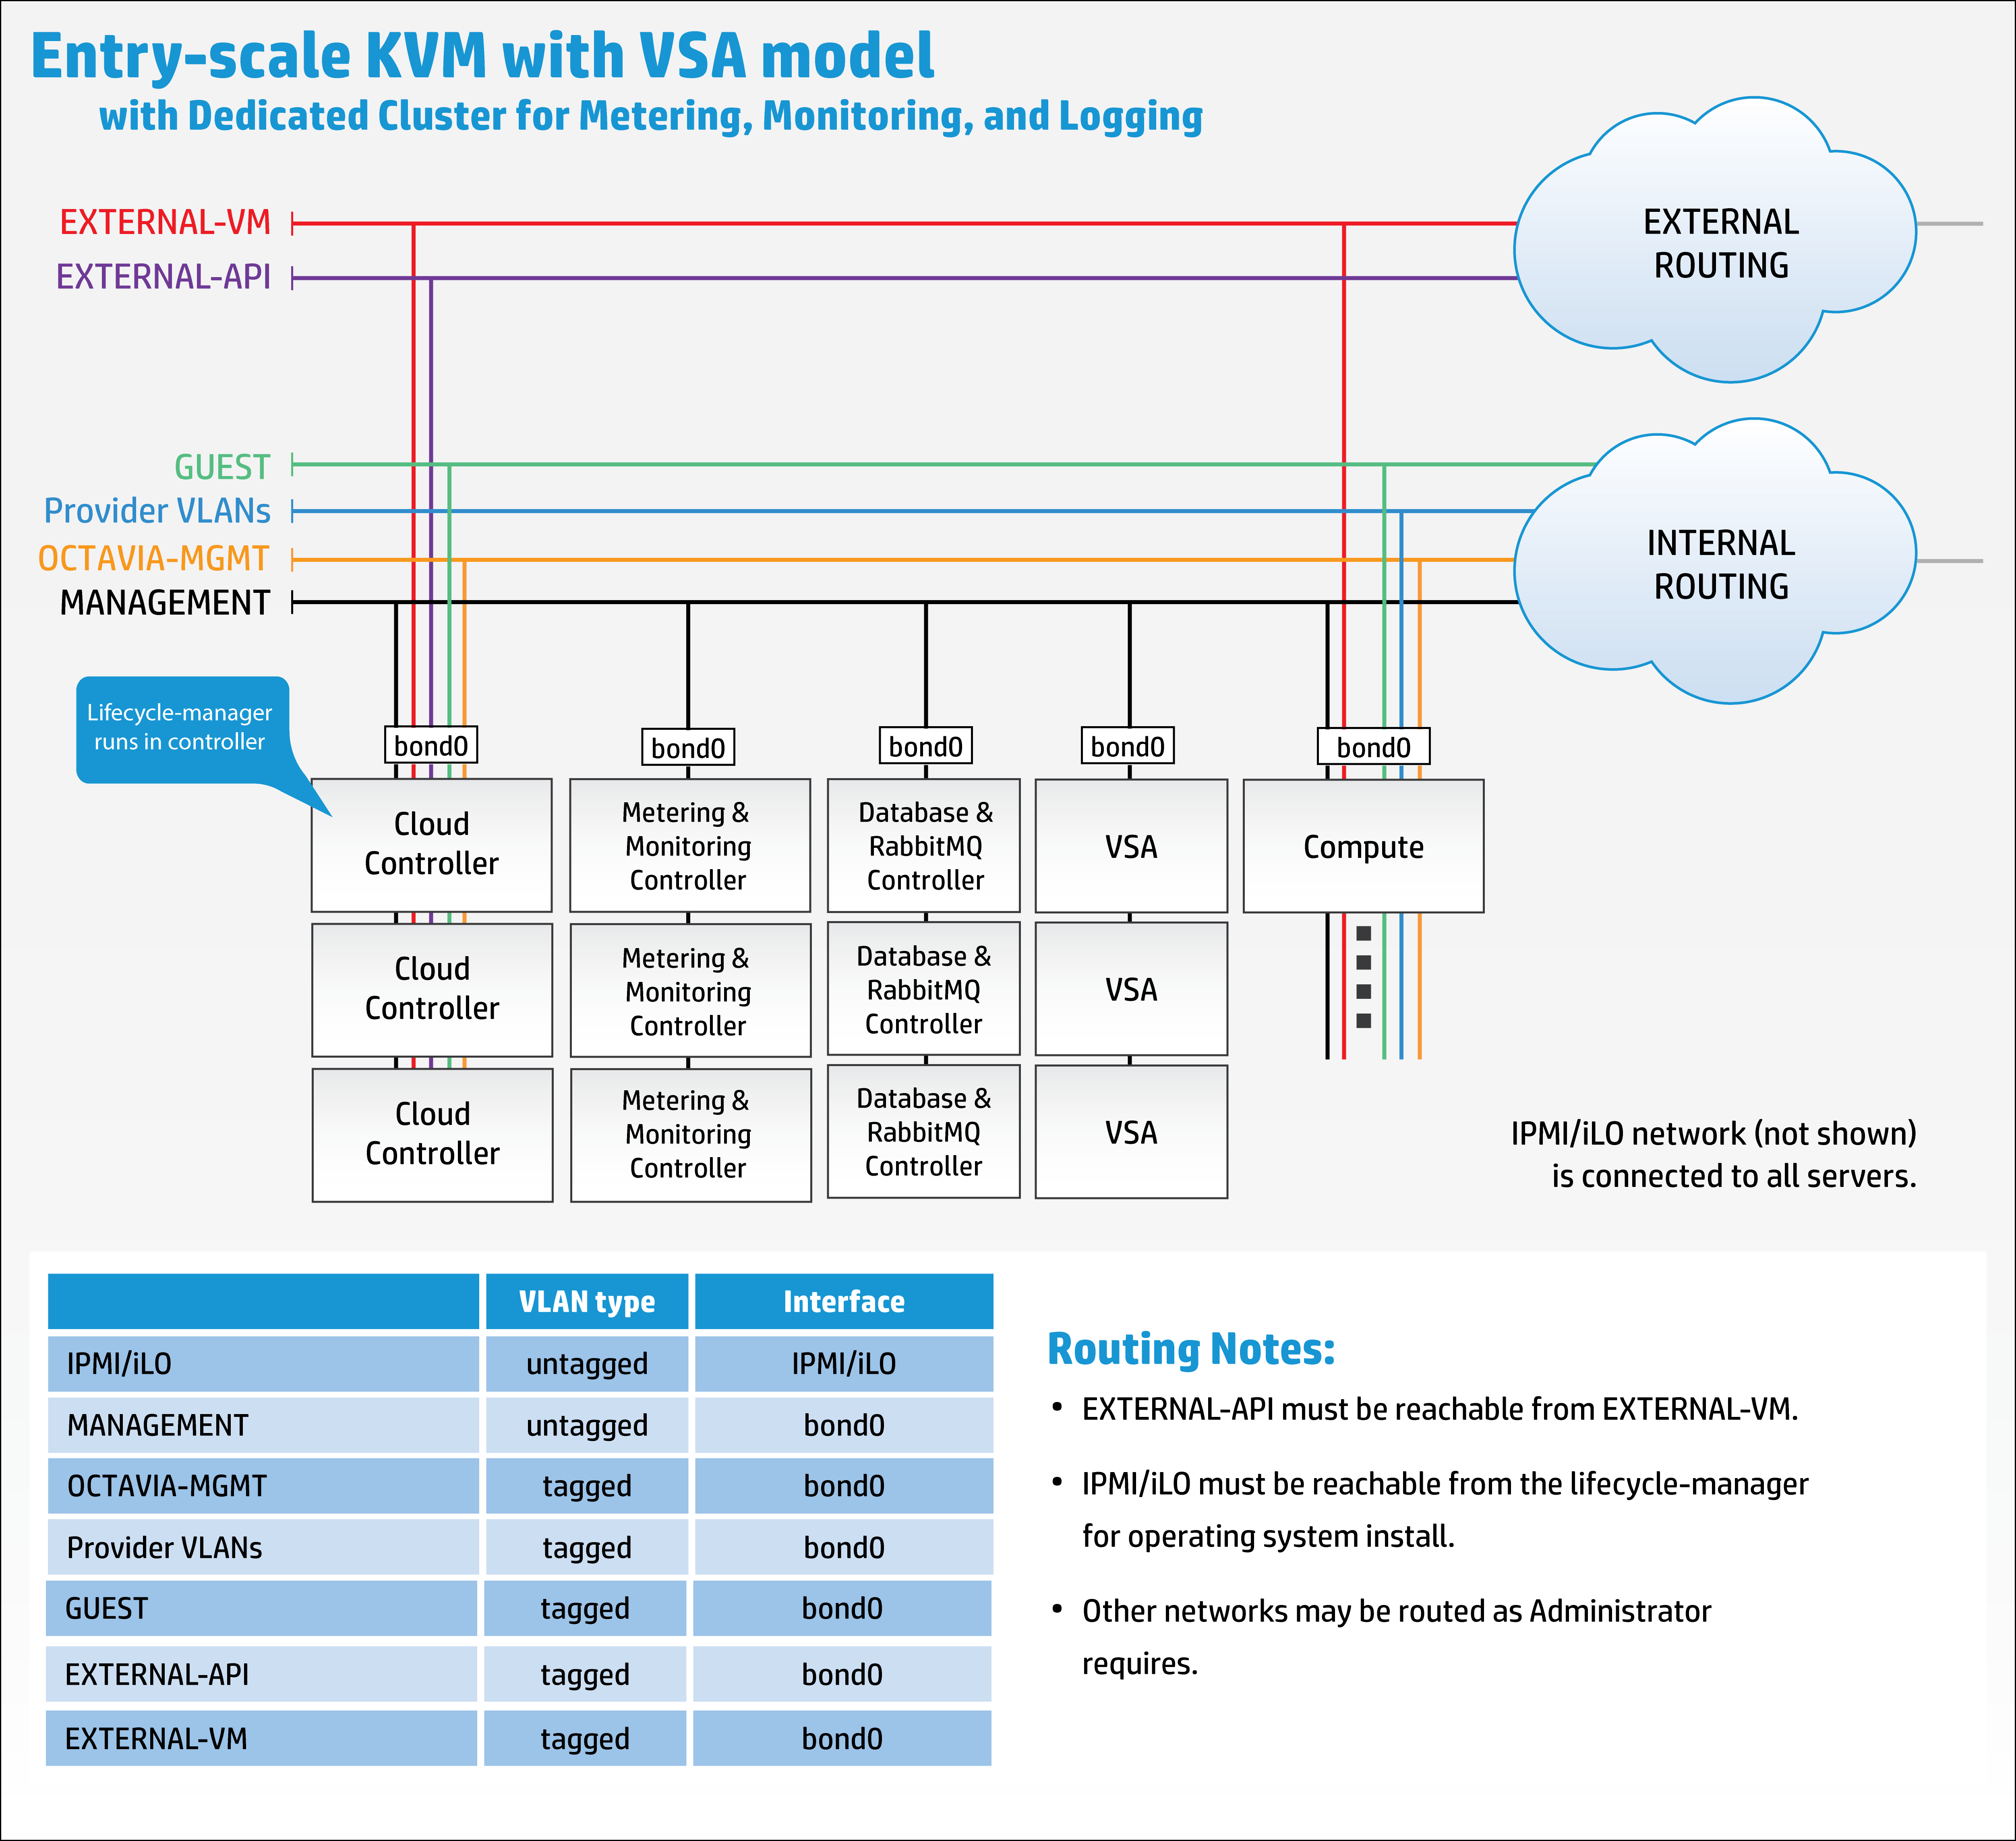 Entry-scale KVM with VSA model
with Dedicated Cluster for Metering, Monitoring, and Logging
EXTERNAL-VM
EXTERNAL-API
EXTERNAL
ROUTING
GUEST
Provider VLANs
OCTAVIA-MGMT
MANAGEMENT
INTERNAL
ROUTING
Lifecycle-manager
runs in controller
bond0
bond0
bond0
bond0
bond0
Cloud
Controller
Metering &
Monitoring
Controller
Database &
RabbitMQ
Controller
VSA
Compute
Cloud
Controller
Metering &
Monitoring
Controller
Database &
RabbitMQ
Controller
VSA
Cloud
Controller
Metering &
Monitoring
Controller
Database &
RabbitMQ
Controller
VSA
IPMI/iLO network (not shown)
is connected to all servers.
VLAN type Interface
IPMI/iLO untagged IPMI/iLO
MANAGEMENT untagged bond0
OCTAVIA-MGMT tagged bond0
Provider VLANs tagged bond0
GUEST tagged bond0
EXTERNAL-API tagged bond0
EXTERNAL-VM tagged bond0
Routing Notes:
• EXTERNAL-API must be reachable from EXTERNAL-VM.
• IPMI/iLO must be reachable from the lifecycle-manager
for operating system install.
• Other networks may be routed as Administrator
requires.